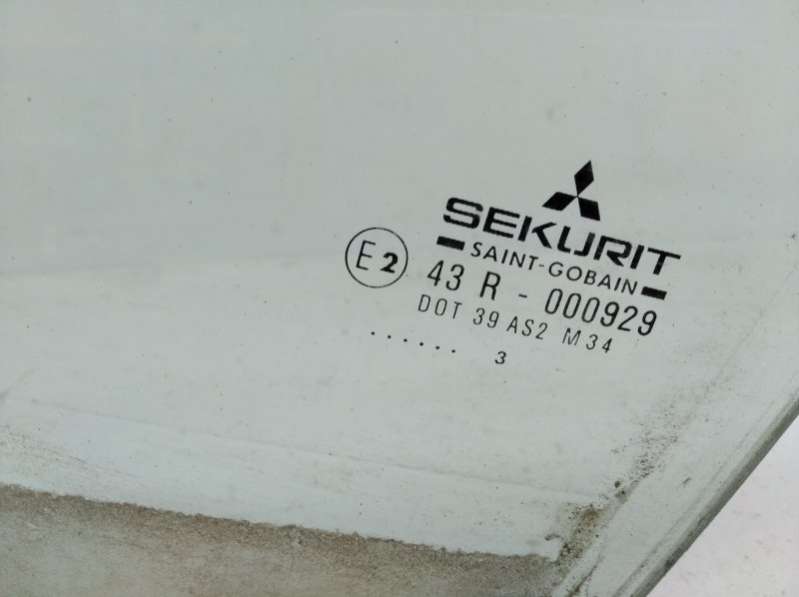 SEKURIT
SAINT-GOBAIN
E2 43 R - 000929
DOT 39 AS2 M34
...... 3